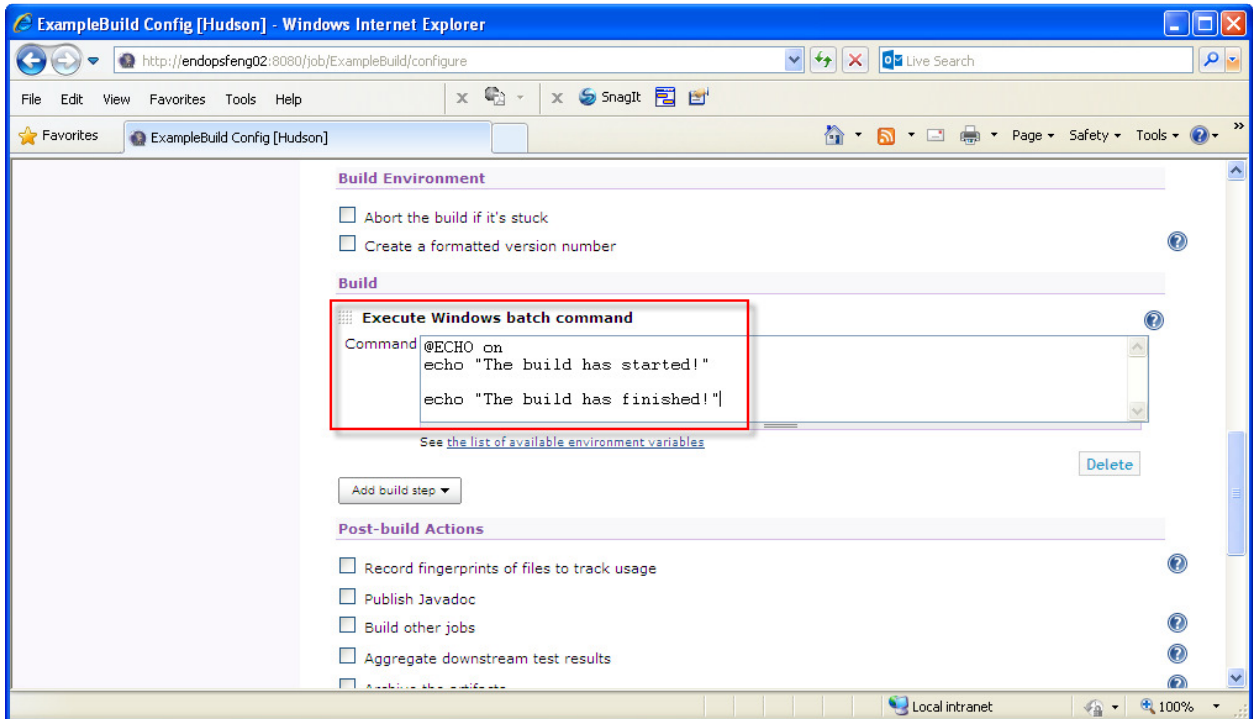 ExampleBuild Config [Hudson] - Windows Internet Explorer
http://endopsfeng02:8080/job/ExampleBuild/configure
Live Search
File Edit View Favorites Tools Help
x
x SnagIt
Favorites
ExampleBuild Config [Hudson]
Page Safety Tools
Build Environment
Abort the build if it's stuck
Create a formatted version number
Build
Execute Windows batch command
Command
@ECHO on
echo "The build has started!"
echo "The build has finished!"
See the list of available environment variables
Delete
Add build step
Post-build Actions
Record fingerprints of files to track usage
Publish Javadoc
Build other jobs
Aggregate downstream test results
Archive the artifacts
Local intranet
100%